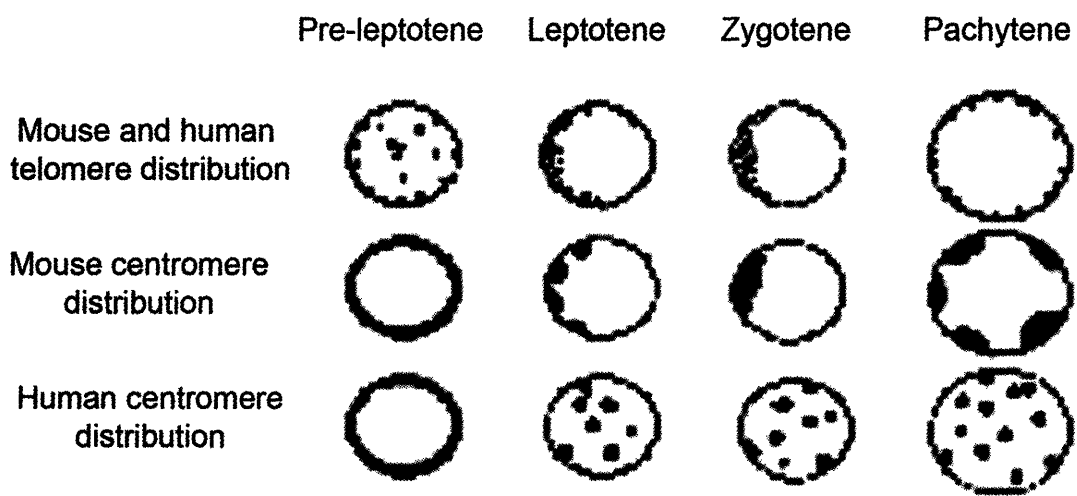 Pre-leptotene Leptotene Zygotene Pachytene
Mouse and human
telomere distribution
Mouse centromere
distribution
Human centromere
distribution